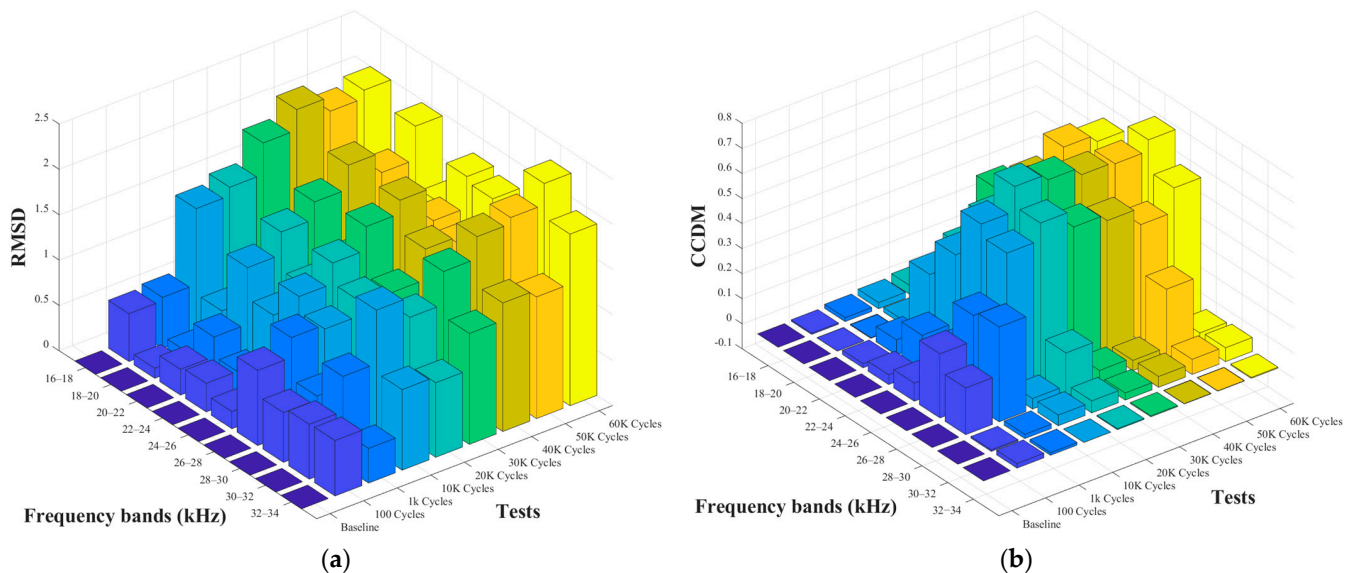 2.5
2
1.5
1
0.5
0
RMSD
16–18
18–20
20–22
22–24
24–26
26–28
28–30
30–32
32–34
Frequency bands (kHz)
Baseline
100 Cycles
1k Cycles
10K Cycles
20K Cycles
30K Cycles
40K Cycles
50K Cycles
60K Cycles
Tests
(a)
0.8
0.7
0.6
0.5
0.4
0.3
0.2
0.1
0
-0.1
CCDM
16–18
18–20
20–22
22–24
24–26
26–28
28–30
30–32
32–34
Frequency bands (kHz)
Baseline
100 Cycles
1k Cycles
10K Cycles
20K Cycles
30K Cycles
40K Cycles
50K Cycles
60K Cycles
Tests
(b)